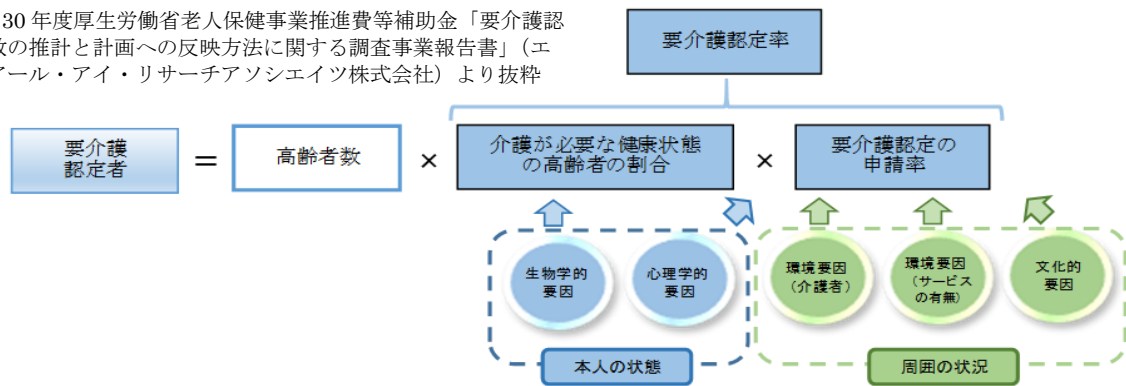 30 年度厚生労働省老人保健事業推進費等補助金「要介護認
数の推計と計画への反映方法に関する調査事業報告書」（エ
アール・アイ・リサーチアソシエイツ株式会社）より抜粋
要介護認定率
要介護
認定者
=
高齢者数
×
介護が必要な健康状態
の高齢者の割合
×
要介護認定の
申請率
生物学的
要因
心理学的
要因
環境要因
（介護者）
環境要因
（サービス
の有無）
文化的
要因
本人の状態
周囲の状況